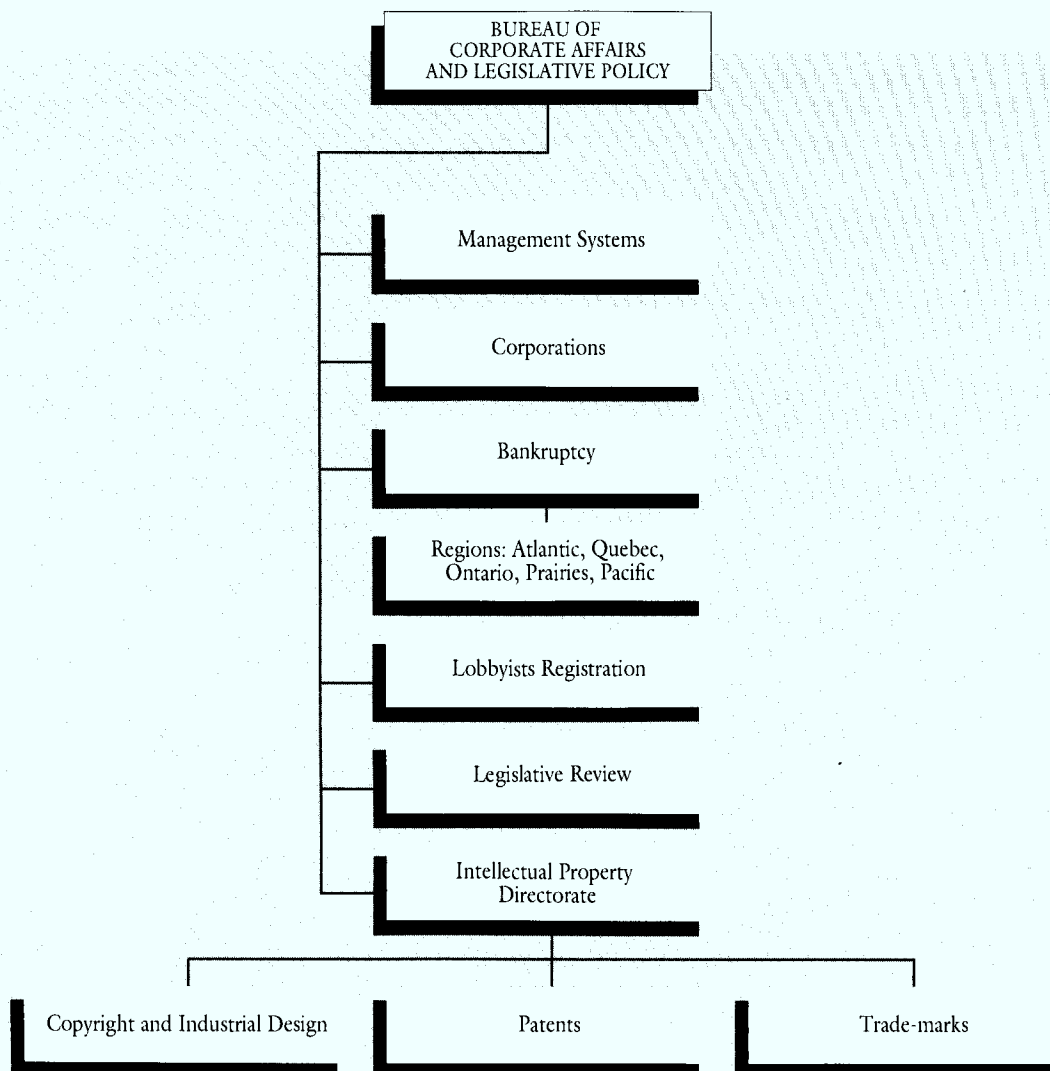 BUREAU OF
CORPORATE AFFAIRS
AND LEGISLATIVE POLICY
Management Systems
Corporations
Bankruptcy
Regions: Atlantic, Quebec,
Ontario, Prairies, Pacific
Lobbyists Registration
Legislative Review
Intellectual Property
Directorate
Copyright and Industrial Design
Patents
Trade-marks